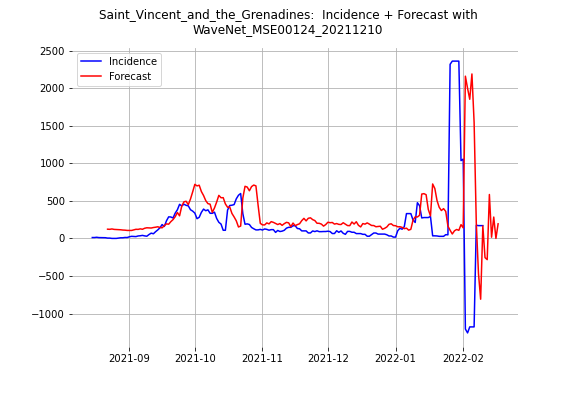 Saint_Vincent_and_the_Grenadines:  Incidence + Forecast with
WaveNet_MSE00124_20211210
Incidence
Forecast
2500
2000
1500
1000
500
0
−500
−1000
2021-09 2021-10 2021-11 2021-12 2022-01 2022-02